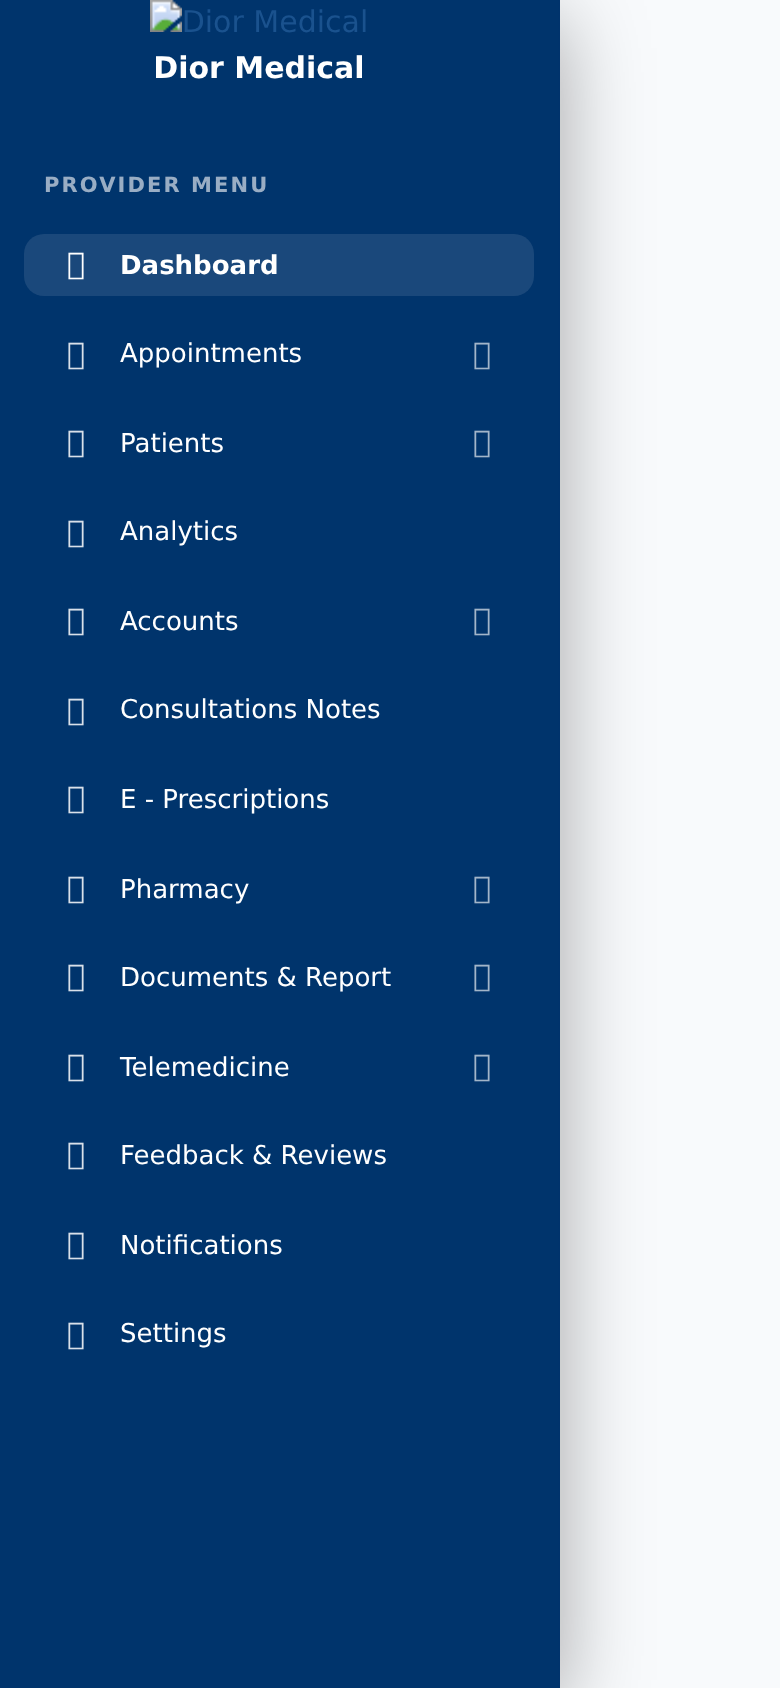 Dior Medical
Dior Medical
PROVIDER MENU
Dashboard
Appointments
Patients
Analytics
Accounts
Consultations Notes
E - Prescriptions
Pharmacy
Documents & Report
Telemedicine
Feedback & Reviews
Notifications
Settings